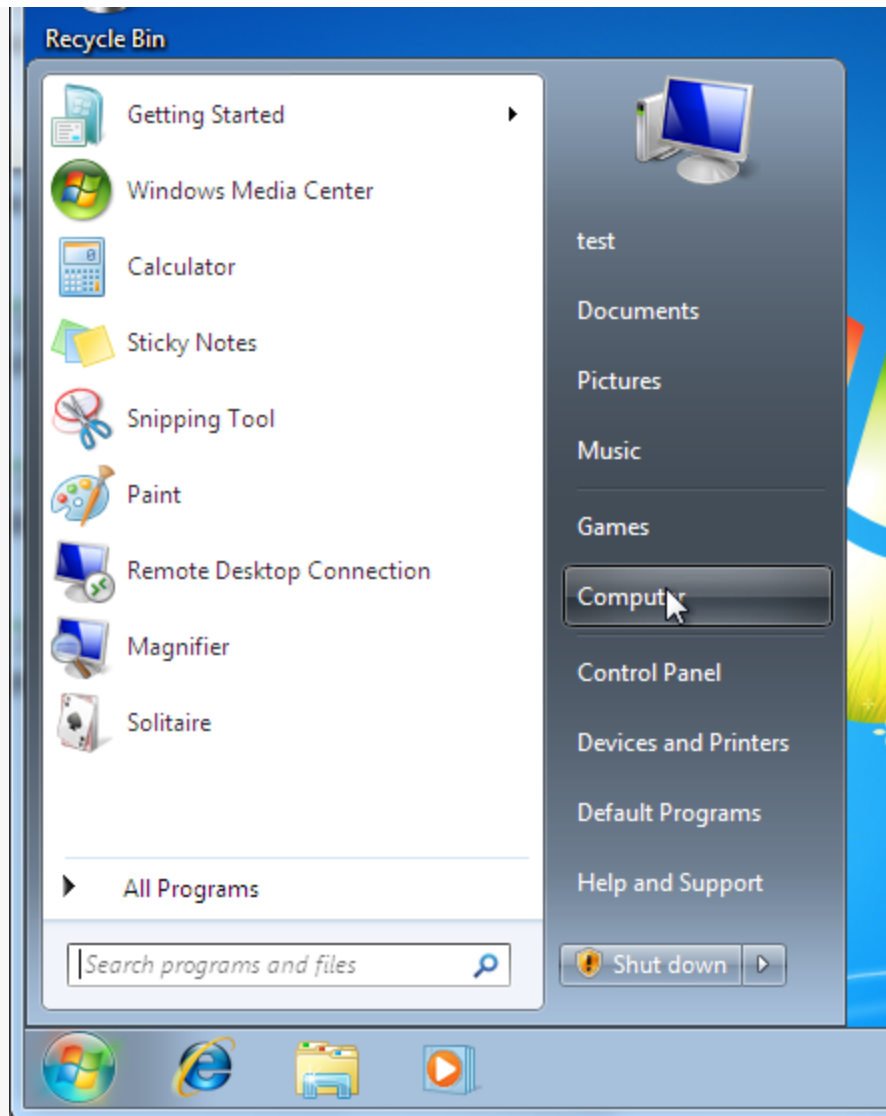 Recycle Bin
Getting Started
Windows Media Center
Calculator
Sticky Notes
Snipping Tool
Paint
Remote Desktop Connection
Magnifier
Solitaire
All Programs
Search programs and files
test
Documents
Pictures
Music
Games
Computer
Control Panel
Devices and Printers
Default Programs
Help and Support
Shut down